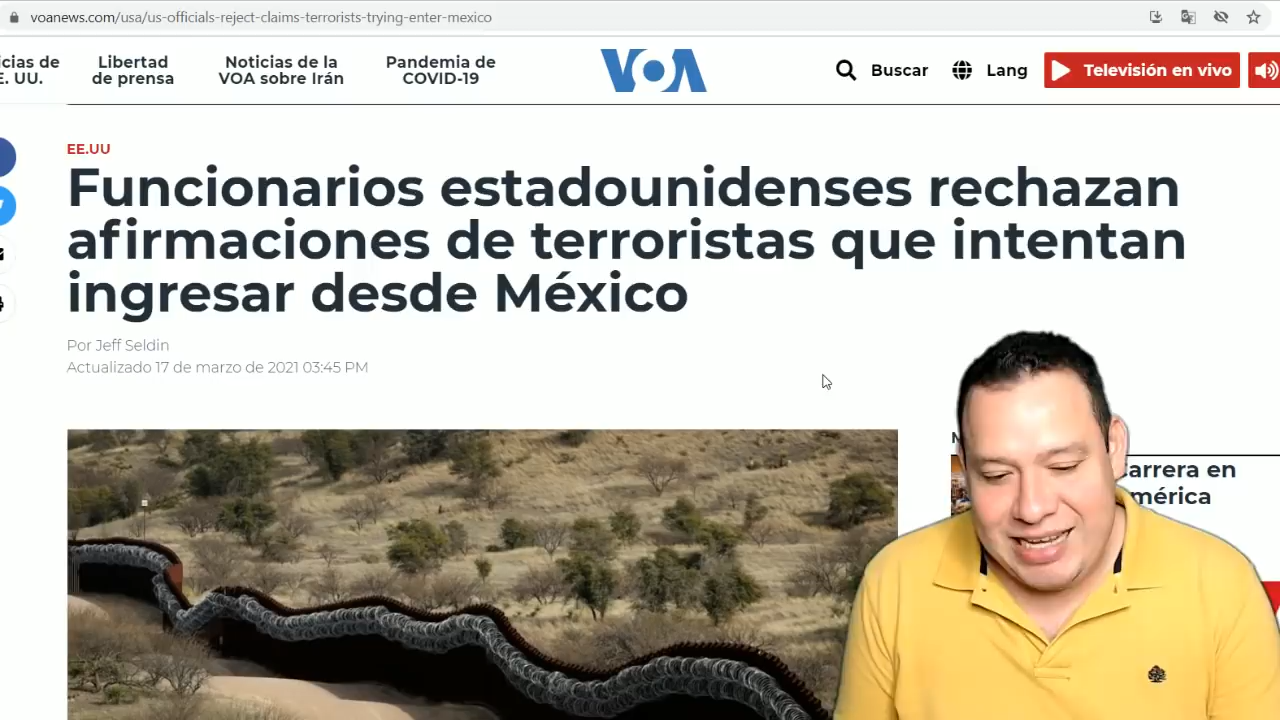 voanews.com/usa/us-officials-reject-claims-terrorists-trying-enter-mexico
icias de
E. UU.
Libertad
de prensa
Noticias de la
VOA sobre Irán
Pandemia de
COVID-19
VOA
Buscar
Lang
Televisión en vivo
EE.UU
Funcionarios estadounidenses rechazan
afirmaciones de terroristas que intentan
ingresar desde México
Por Jeff Seldin
Actualizado 17 de marzo de 2021 03:45 PM
arrera en
mérica